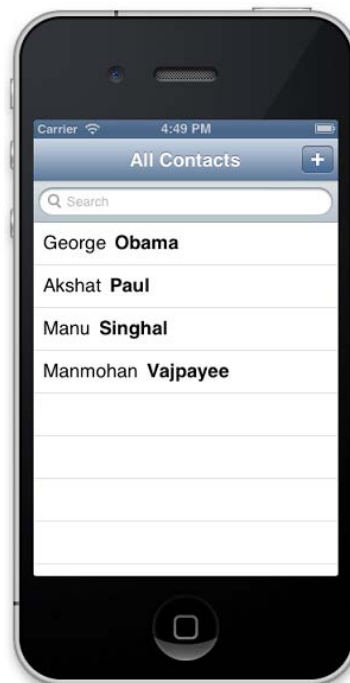 Carrier 4:49 PM
All Contacts +
Search
George Obama
Akshat Paul
Manu Singhal
Manmohan Vajpayee